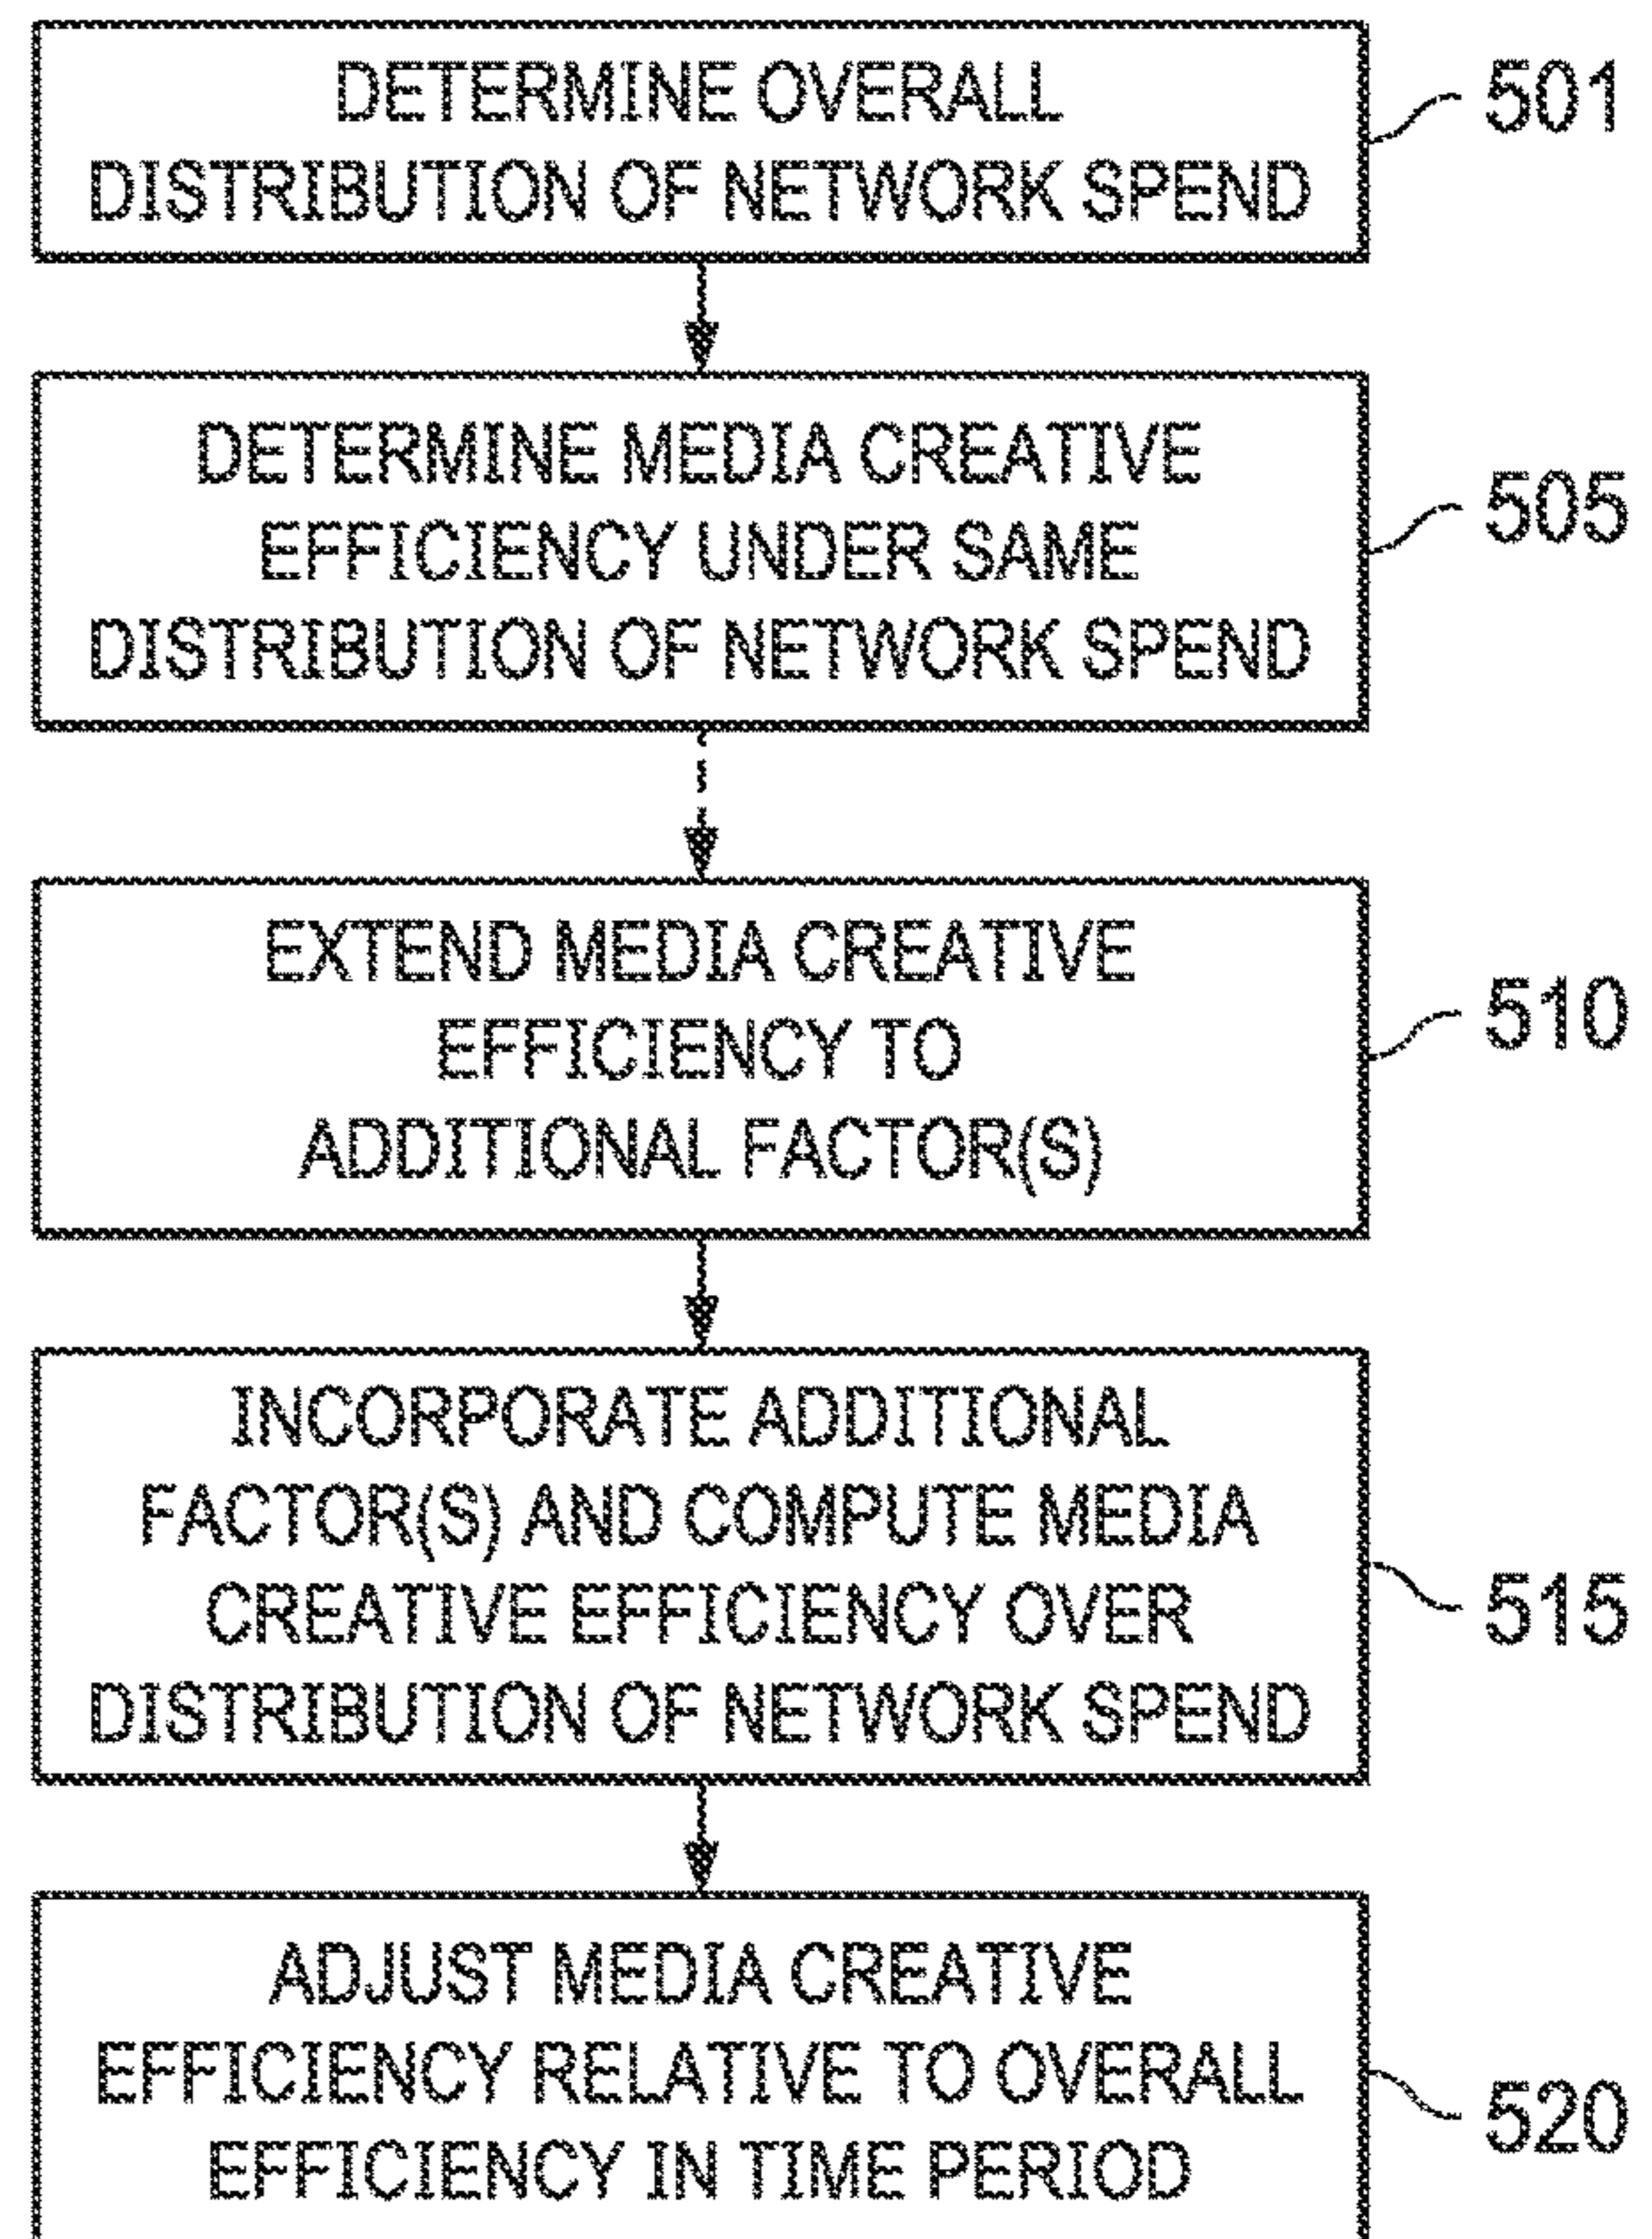 DETERMINE OVERALL
DISTRIBUTION OF NETWORK SPEND
501
DETERMINE MEDIA CREATIVE
EFFICIENCY UNDER SAME
DISTRIBUTION OF NETWORK SPEND
505
EXTEND MEDIA CREATIVE
EFFICIENCY TO
ADDITIONAL FACTOR(S)
510
INCORPORATE ADDITIONAL
FACTOR(S) AND COMPUTE MEDIA
CREATIVE EFFICIENCY OVER
DISTRIBUTION OF NETWORK SPEND
515
ADJUST MEDIA CREATIVE
EFFICIENCY RELATIVE TO OVERALL
EFFICIENCY IN TIME PERIOD
520